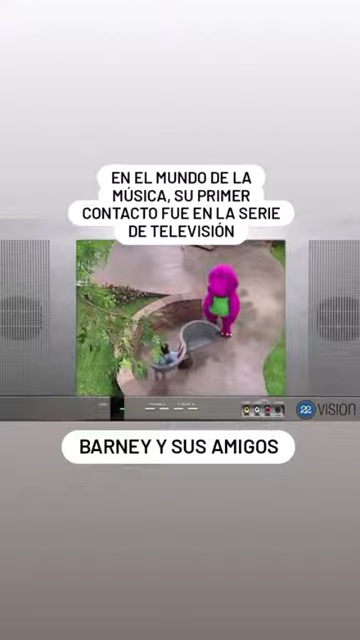 EN EL MUNDO DE LA
MÚSICA, SU PRIMER
CONTACTO FUE EN LA SERIE
DE TELEVISIÓN
22 VISION
BARNEY Y SUS AMIGOS